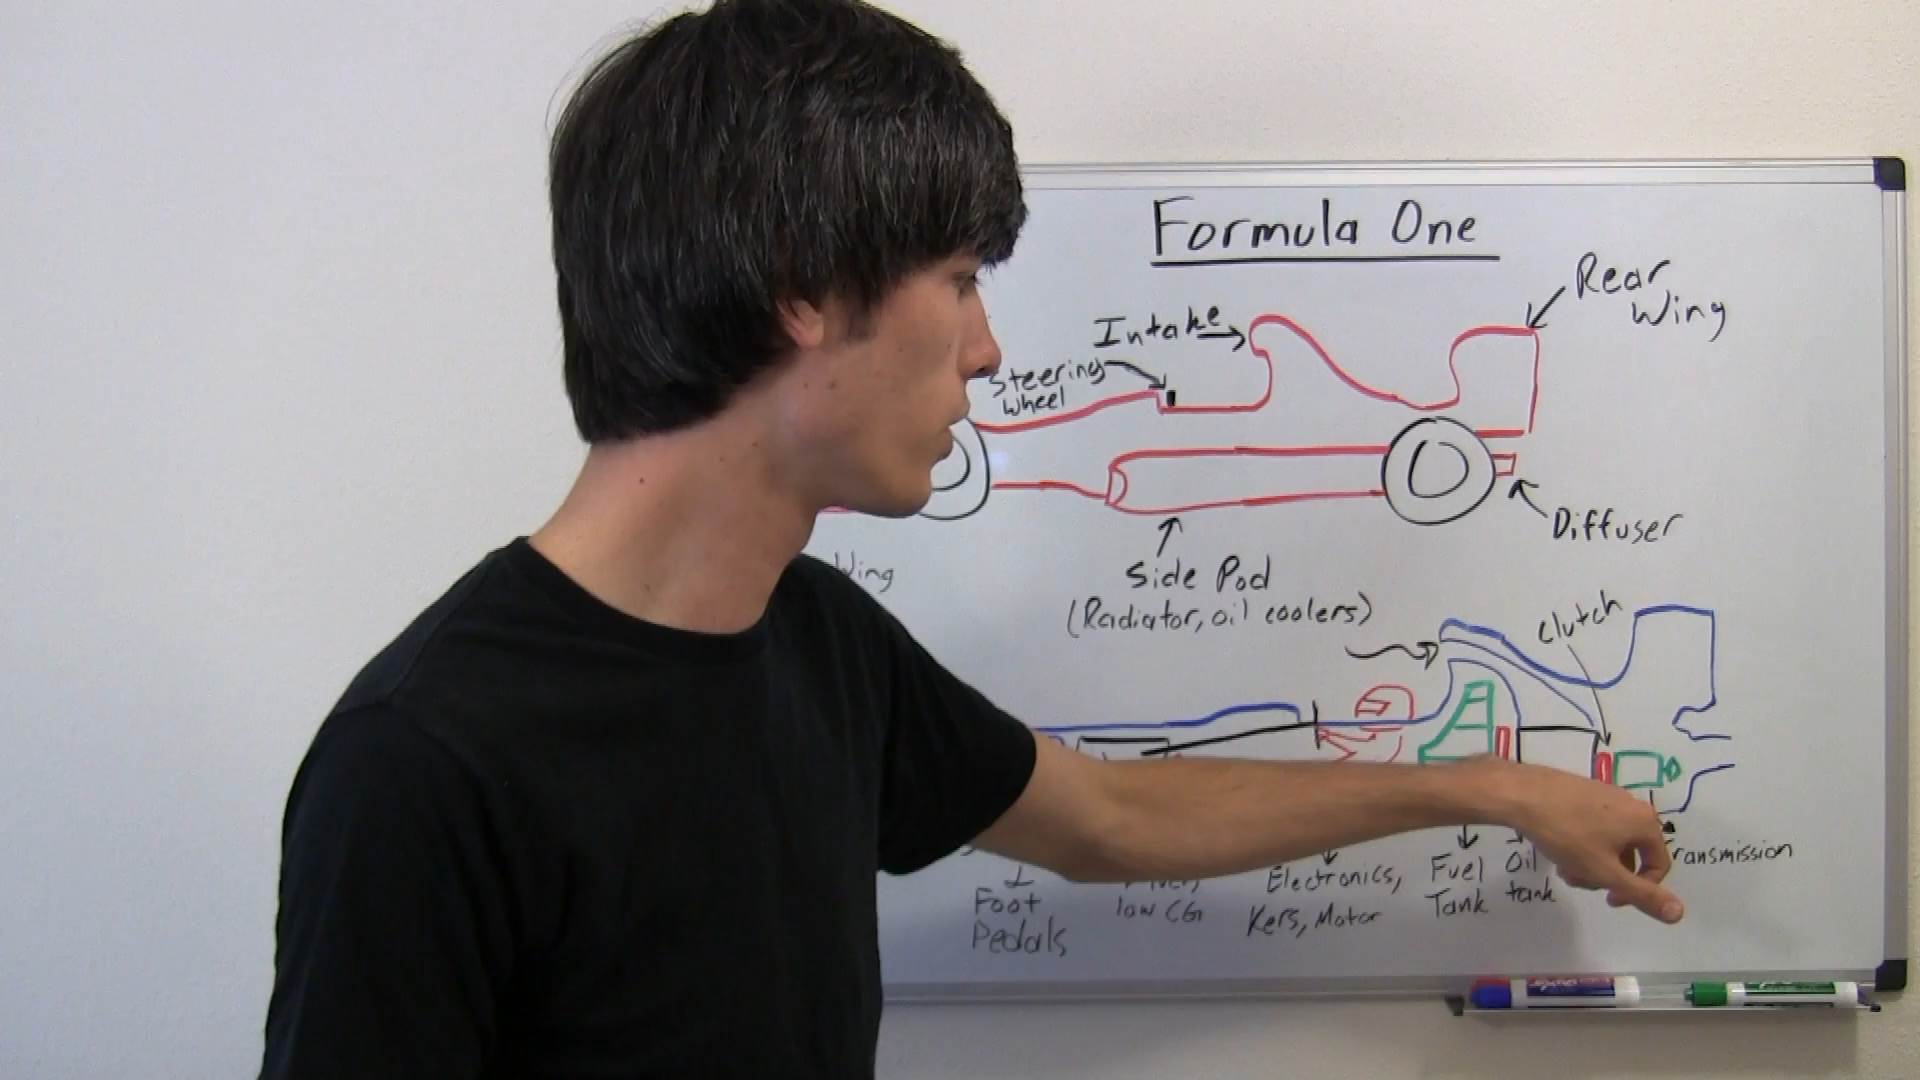 Formula One
Rear
Wing
Intake
Steering
Wheel
Diffuser
Wing
Side Pod
(Radiator, oil coolers)
Clutch
Transmission
Electronics,
Kers, Motor
Fuel
Tank
Oil
tank
low CG
Foot
Pedals